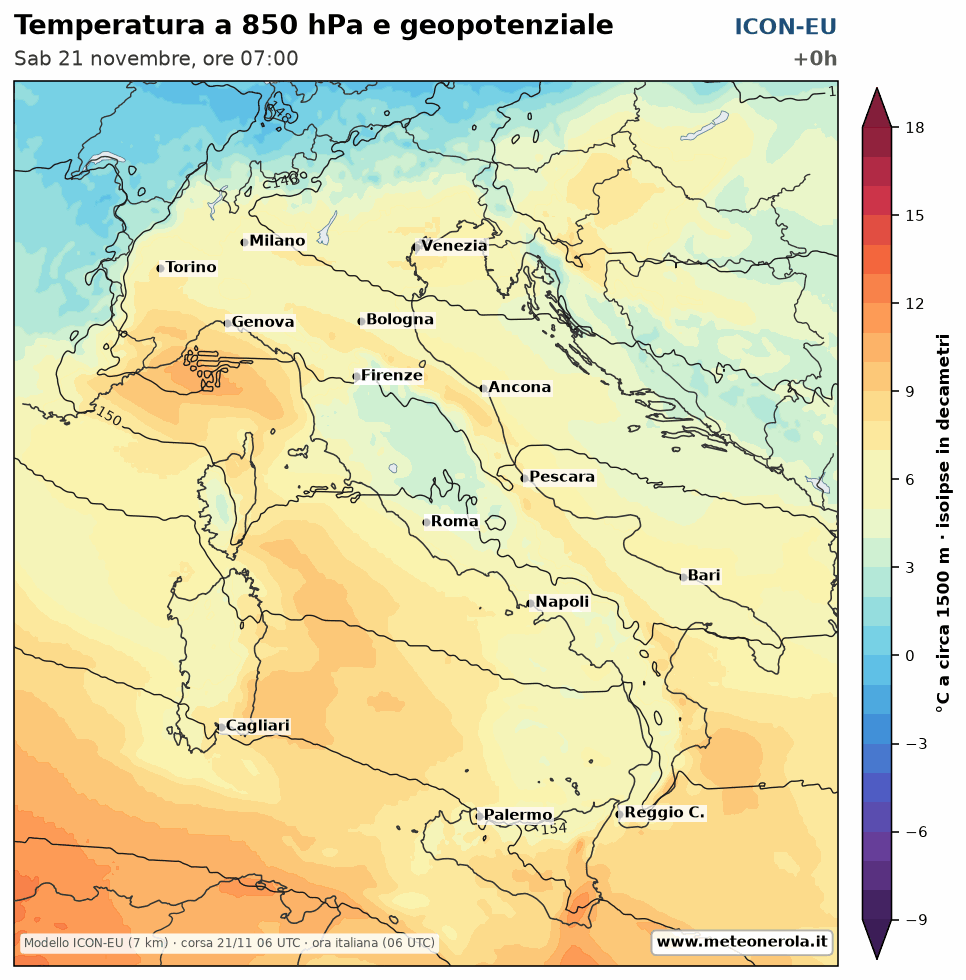 Temperatura a 850 hPa e geopotenziale
ICON-EU
Sab 21 novembre, ore 07:00
+0h
148
1
146
Milano
Venezia
Torino
Genova
Bologna
Firenze
Ancona
150
Pescara
Roma
Bari
Napoli
Cagliari
Palermo
Reggio C.
154
Modello ICON-EU (7 km) · corsa 21/11 06 UTC · ora italiana (06 UTC)
www.meteonerola.it
18
15
12
9
6
3
0
−3
−6
−9
°C a circa 1500 m · isoipse in decametri